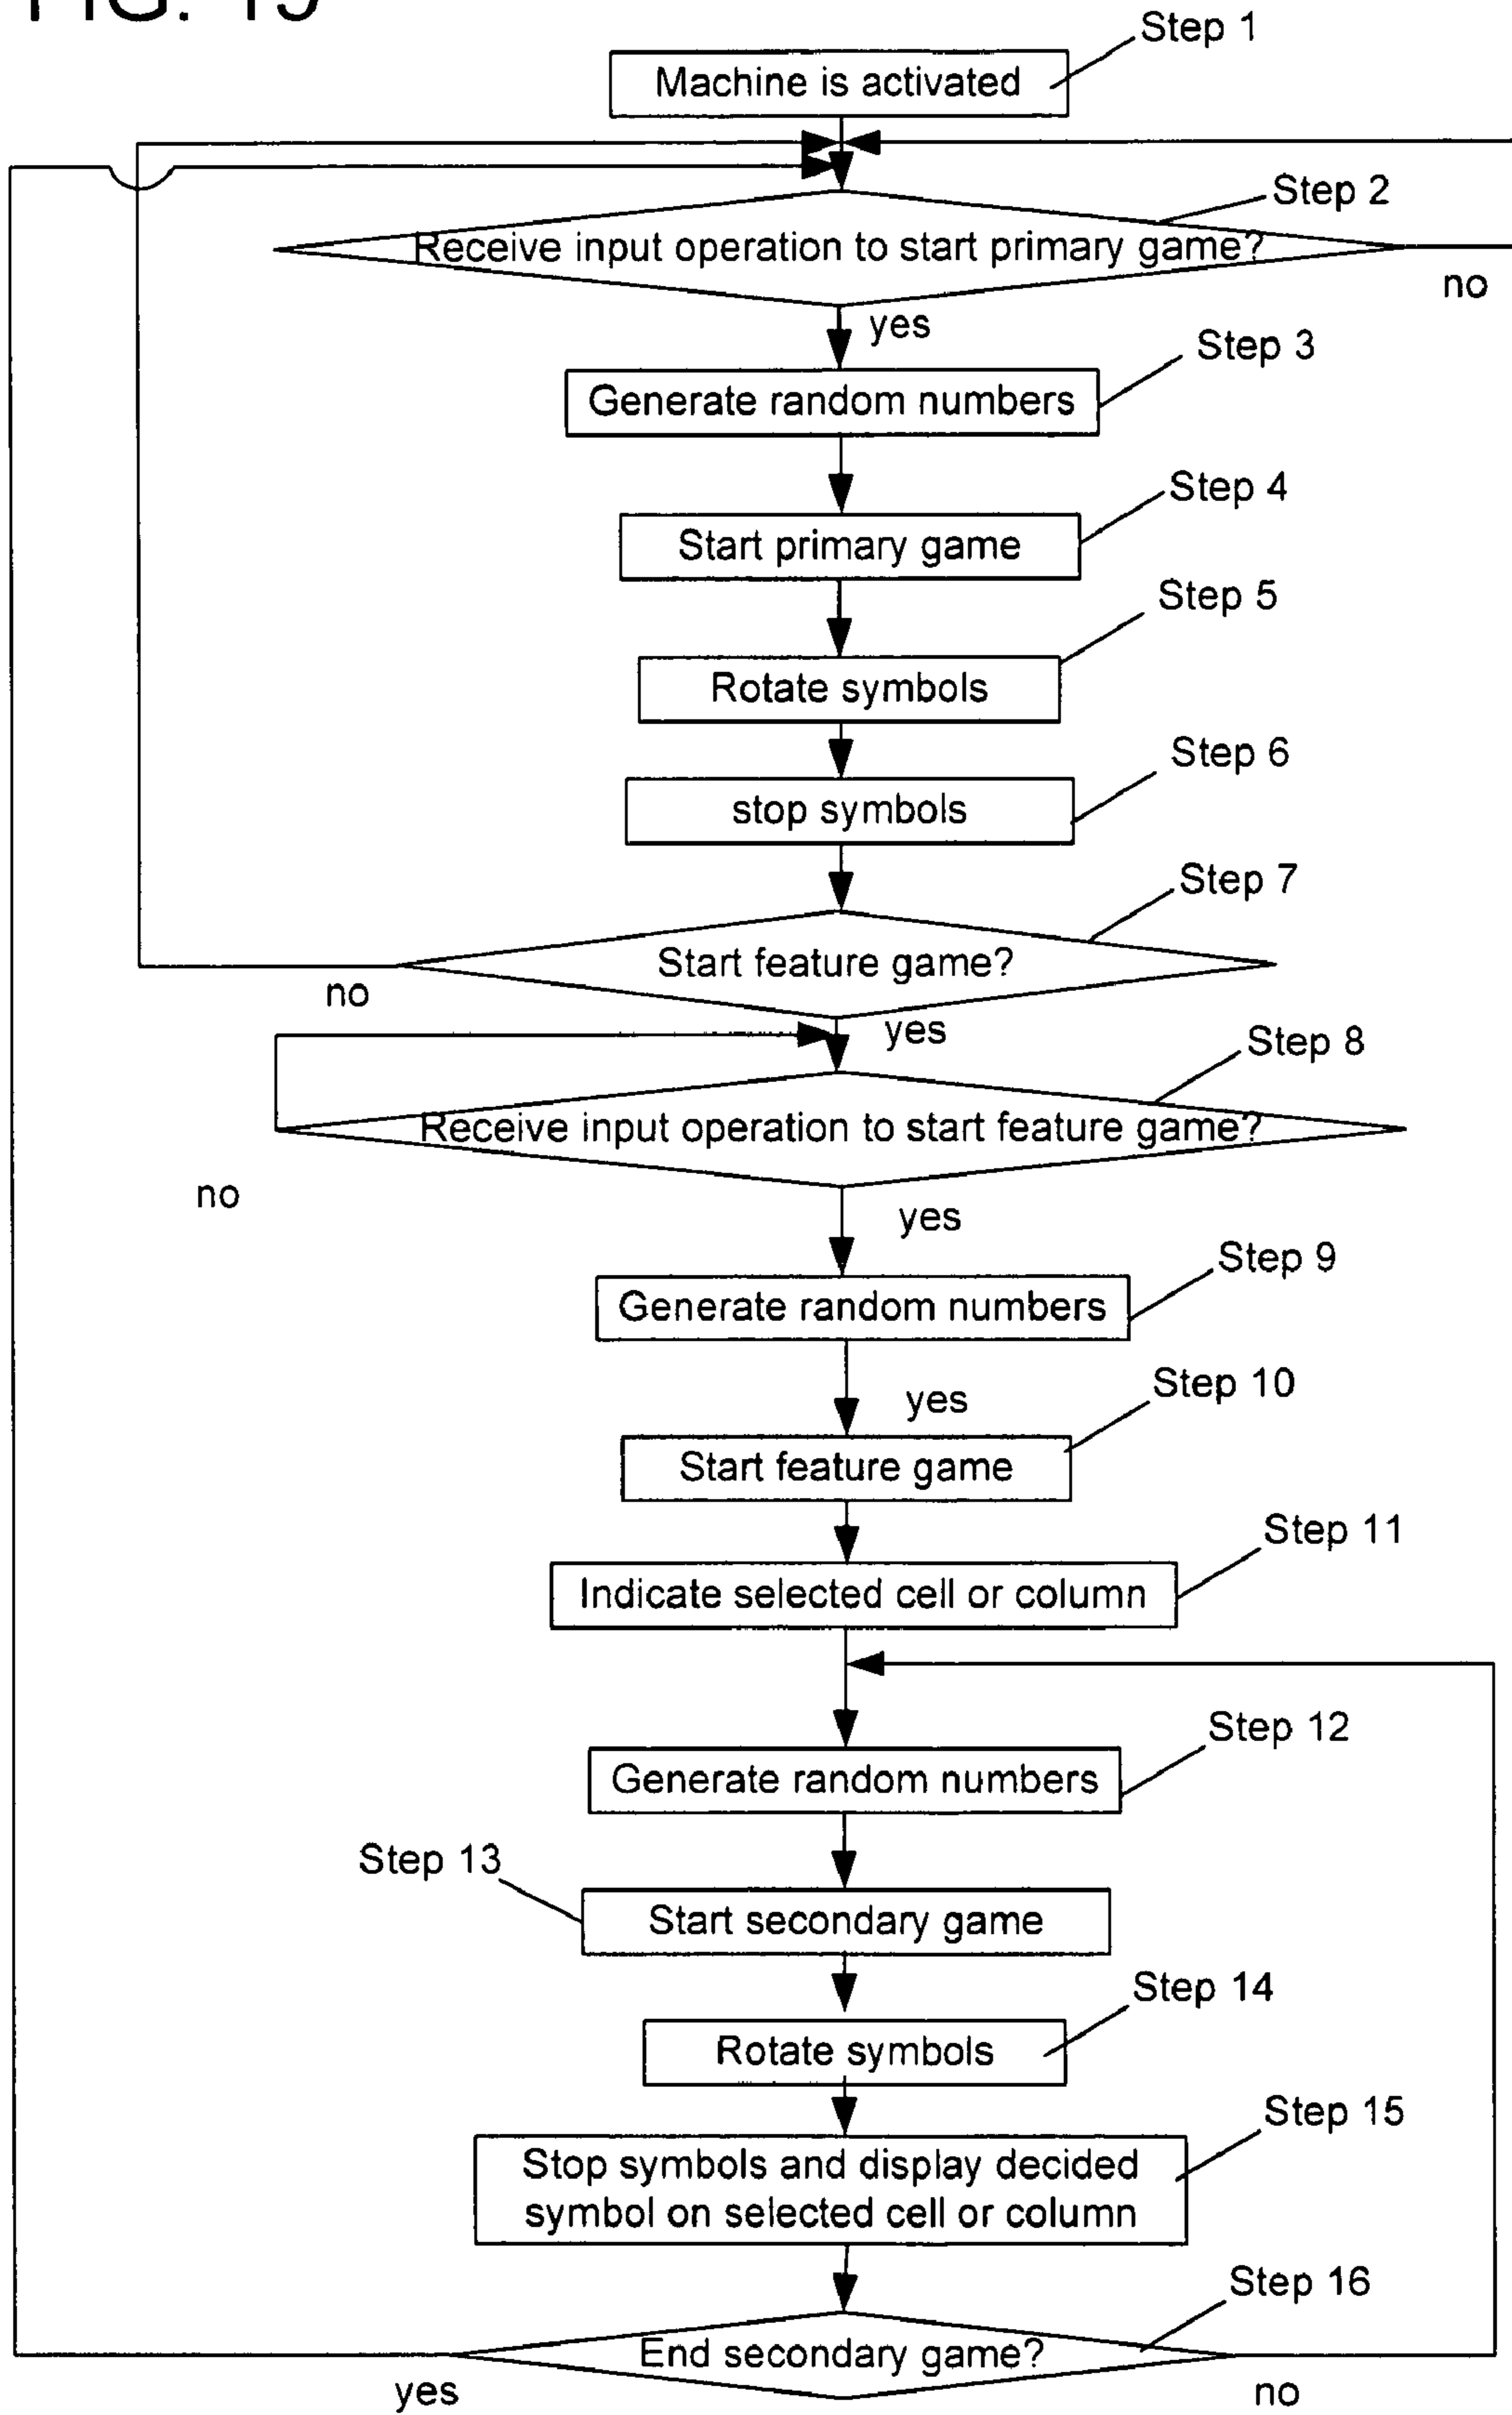 Step 1
Machine is activated
Step 2
Receive input operation to start primary game?
no
yes
Step 3
Generate random numbers
Step 4
Start primary game
Step 5
Rotate symbols
Step 6
stop symbols
Step 7
Start feature game?
no
yes
Step 8
Receive input operation to start feature game?
no
yes
Step 9
Generate random numbers
yes
Step 10
Start feature game
Step 11
Indicate selected cell or column
Step 12
Generate random numbers
Step 13
Start secondary game
Step 14
Rotate symbols
Step 15
Stop symbols and display decided
symbol on selected cell or column
Step 16
End secondary game?
yes
no